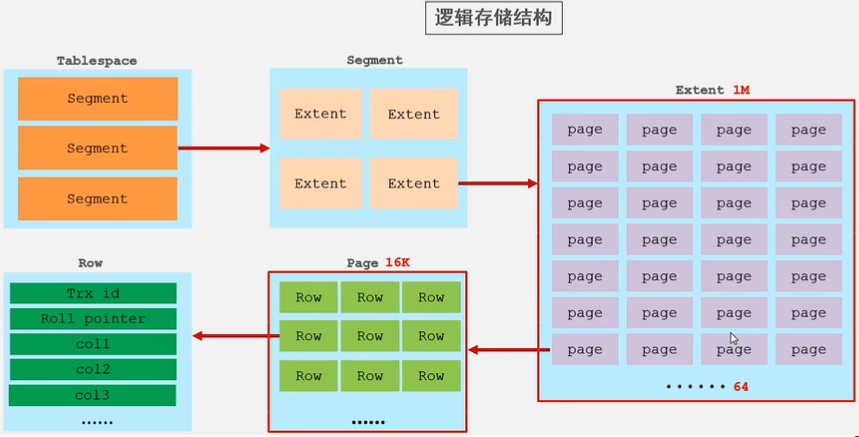 逻辑存储结构
Tablespace
Segment
Segment
Segment
Segment
Extent Extent
Extent Extent
Extent 1M
page page page page
page page page page
page page page page
page page page page
page page page page
page page page page
page page page page
······ 64
Row
Trx id
Roll pointer
col1
col2
col3
......
Page 16K
Row Row Row
Row Row Row
Row Row Row
......